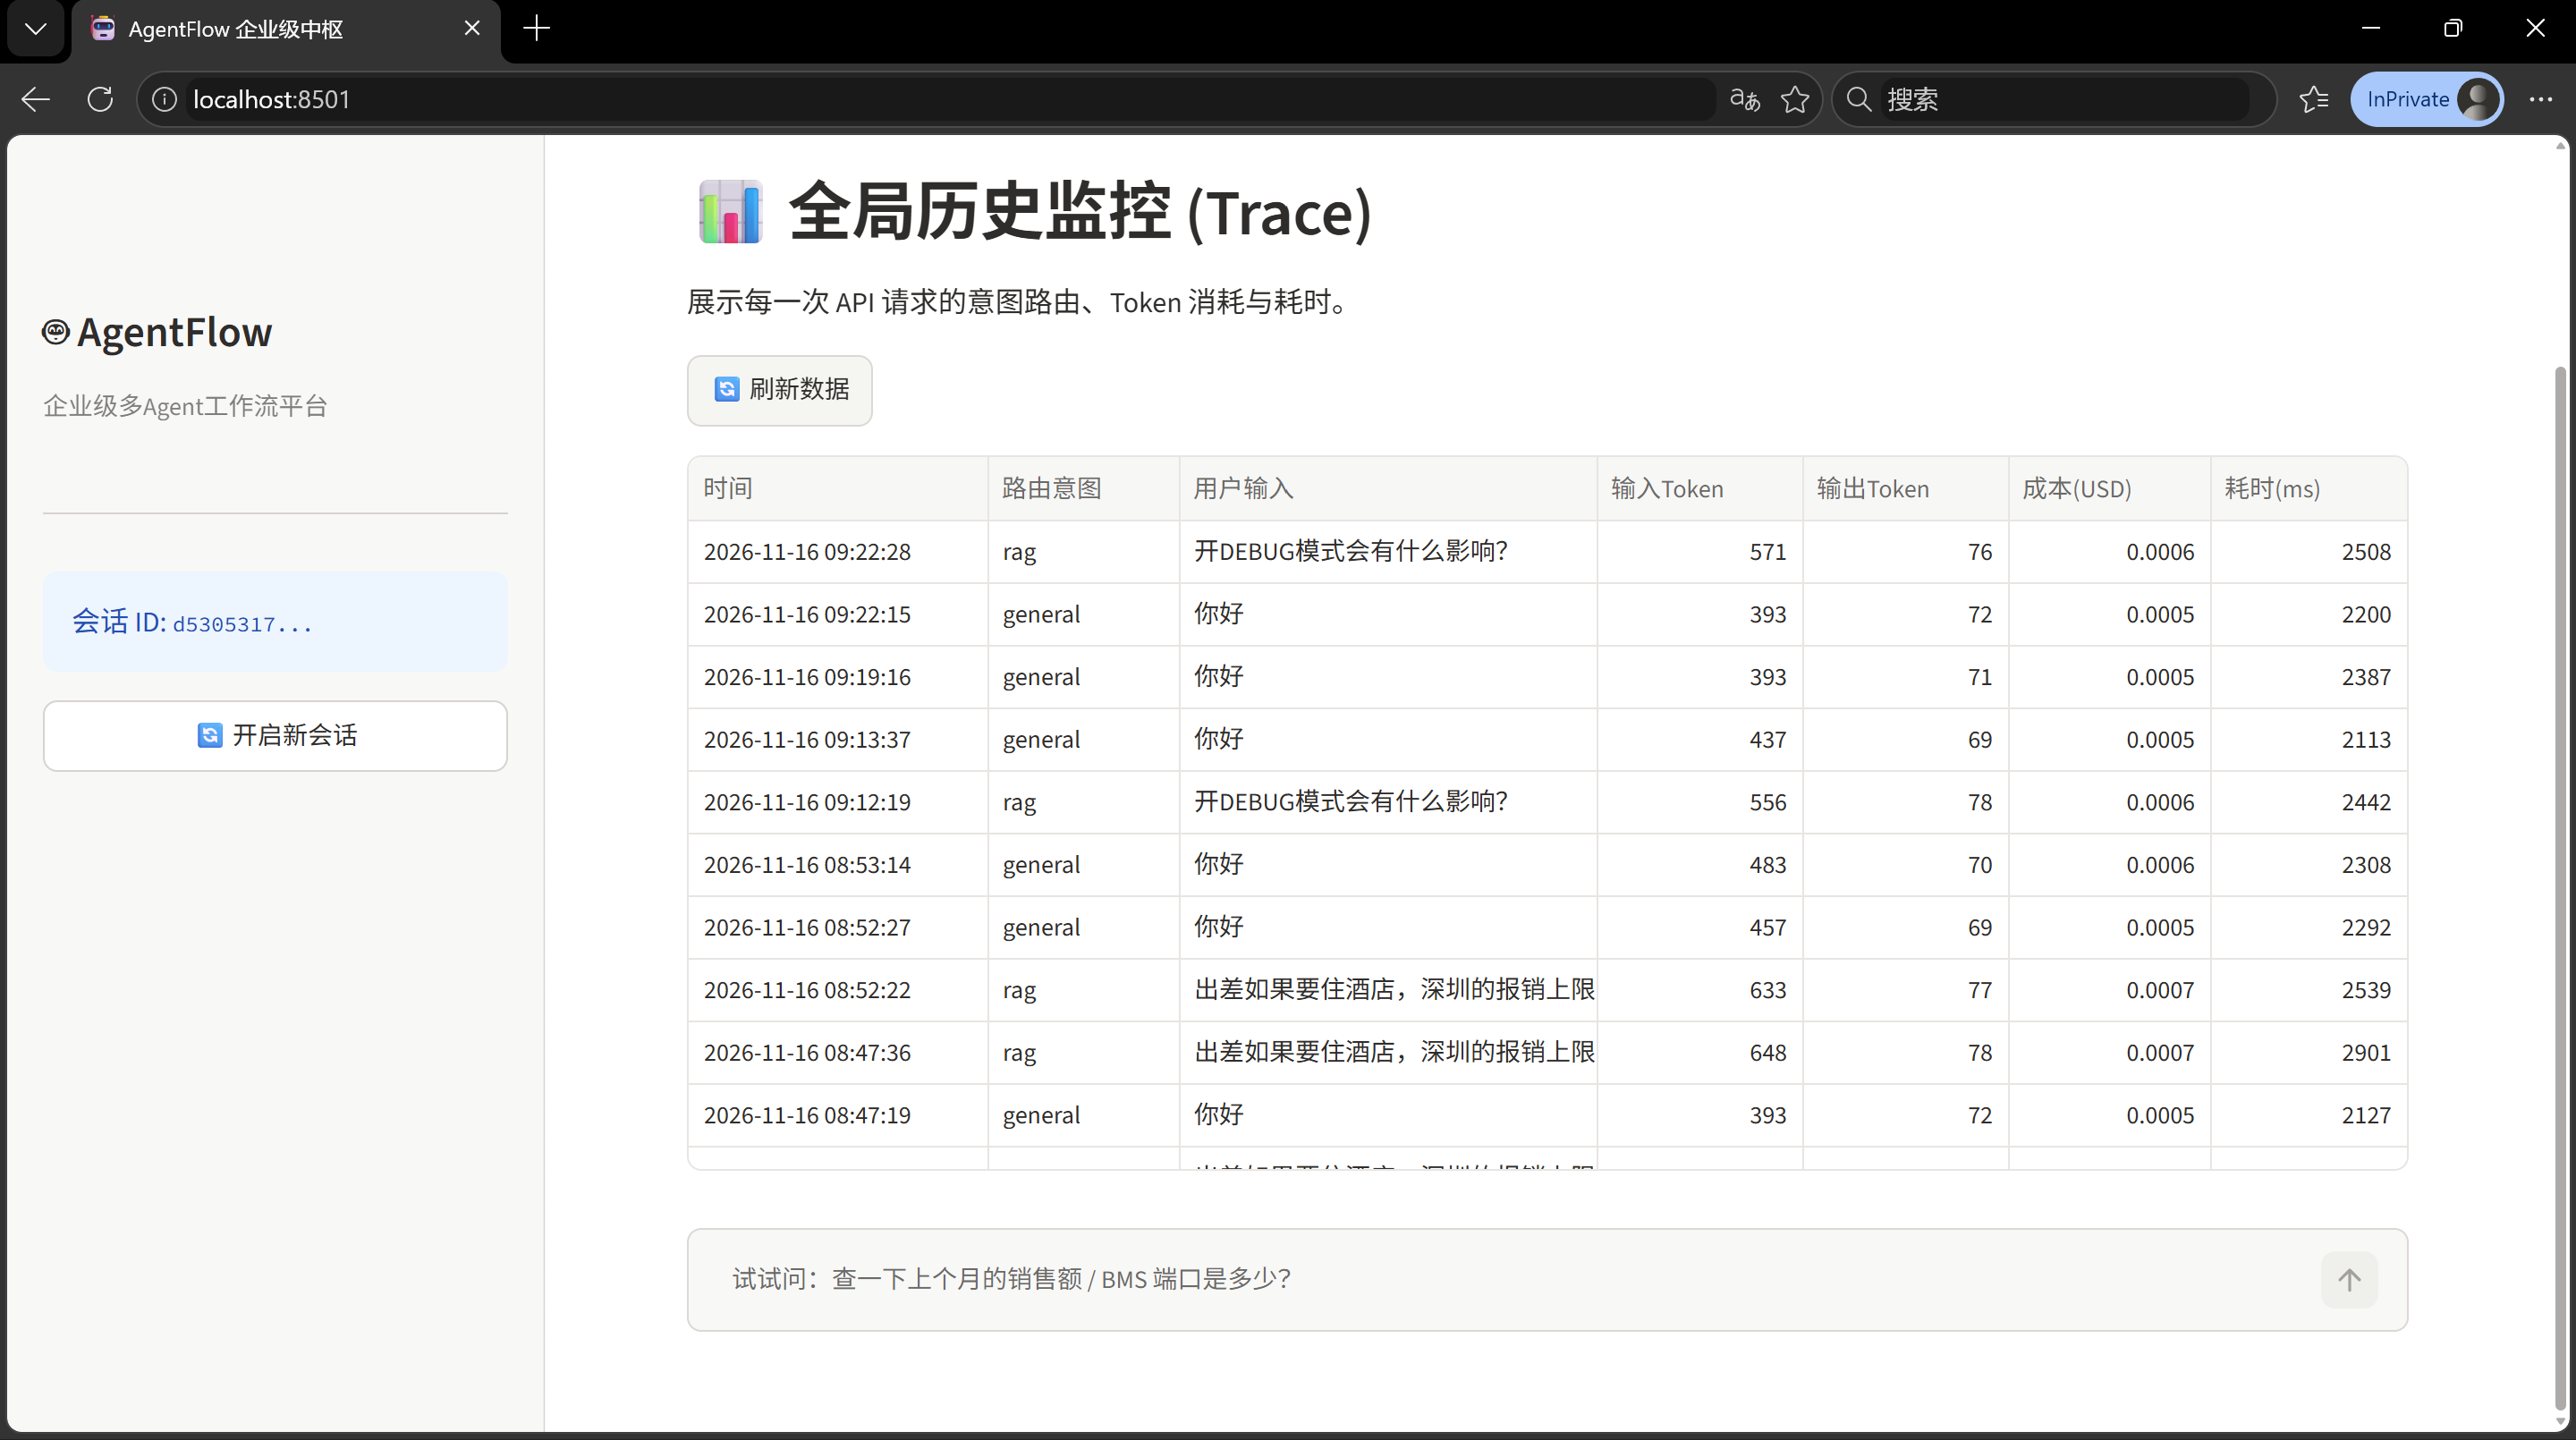 AgentFlow 企业级中枢
localhost:8501
搜索
InPrivate
AgentFlow
企业级多Agent工作流平台
会话 ID: d5305317...
开启新会话
全局历史监控 (Trace)
展示每一次 API 请求的意图路由、Token 消耗与耗时。
刷新数据
时间 路由意图 用户输入 输入Token 输出Token 成本(USD) 耗时(ms)
2026-11-16 09:22:28 rag 开DEBUG模式会有什么影响? 571 76 0.0006 2508
2026-11-16 09:22:15 general 你好 393 72 0.0005 2200
2026-11-16 09:19:16 general 你好 393 71 0.0005 2387
2026-11-16 09:13:37 general 你好 437 69 0.0005 2113
2026-11-16 09:12:19 rag 开DEBUG模式会有什么影响? 556 78 0.0006 2442
2026-11-16 08:53:14 general 你好 483 70 0.0006 2308
2026-11-16 08:52:27 general 你好 457 69 0.0005 2292
2026-11-16 08:52:22 rag 出差如果要住酒店，深圳的报销上限 633 77 0.0007 2539
2026-11-16 08:47:36 rag 出差如果要住酒店，深圳的报销上限 648 78 0.0007 2901
2026-11-16 08:47:19 general 你好 393 72 0.0005 2127
试试问：查一下上个月的销售额 / BMS 端口是多少?